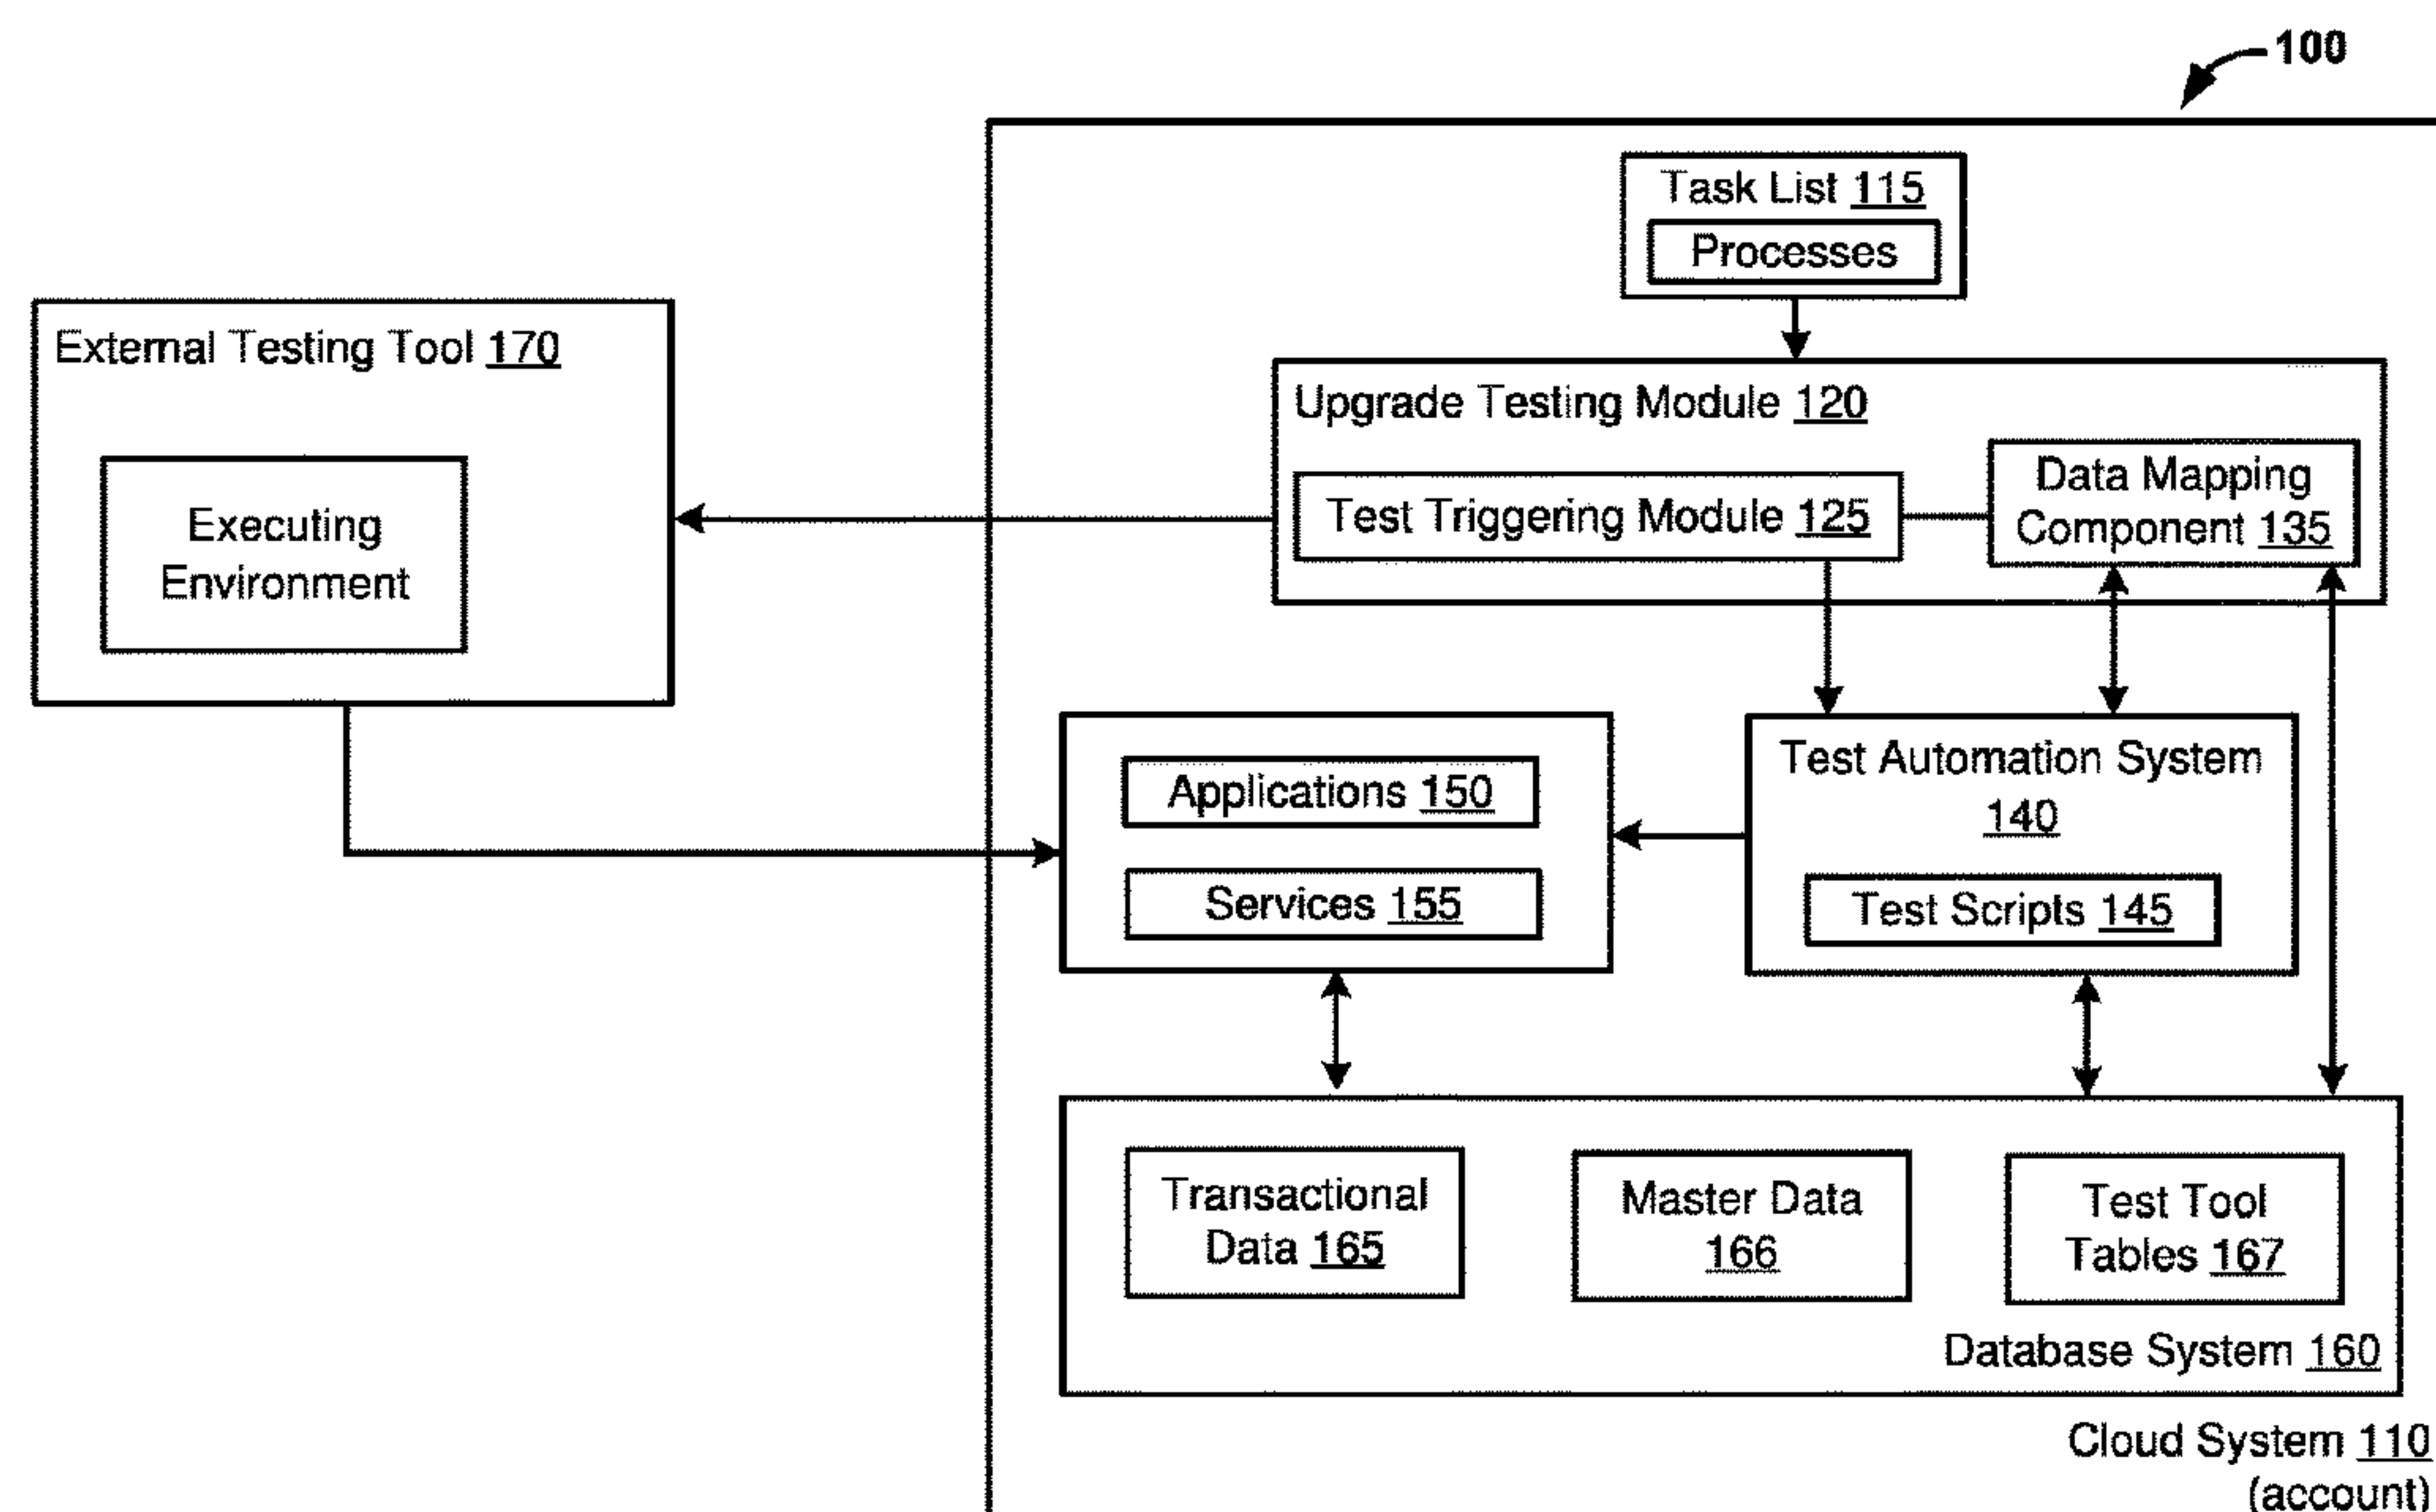 100
Task List 115
Processes
External Testing Tool 170
Executing
Environment
Upgrade Testing Module 120
Test Triggering Module 125
Data Mapping
Component 135
Applications 150
Services 155
Test Automation System
140
Test Scripts 145
Transactional
Data 165
Master Data
166
Test Tool
Tables 167
Database System 160
Cloud System 110
(account)